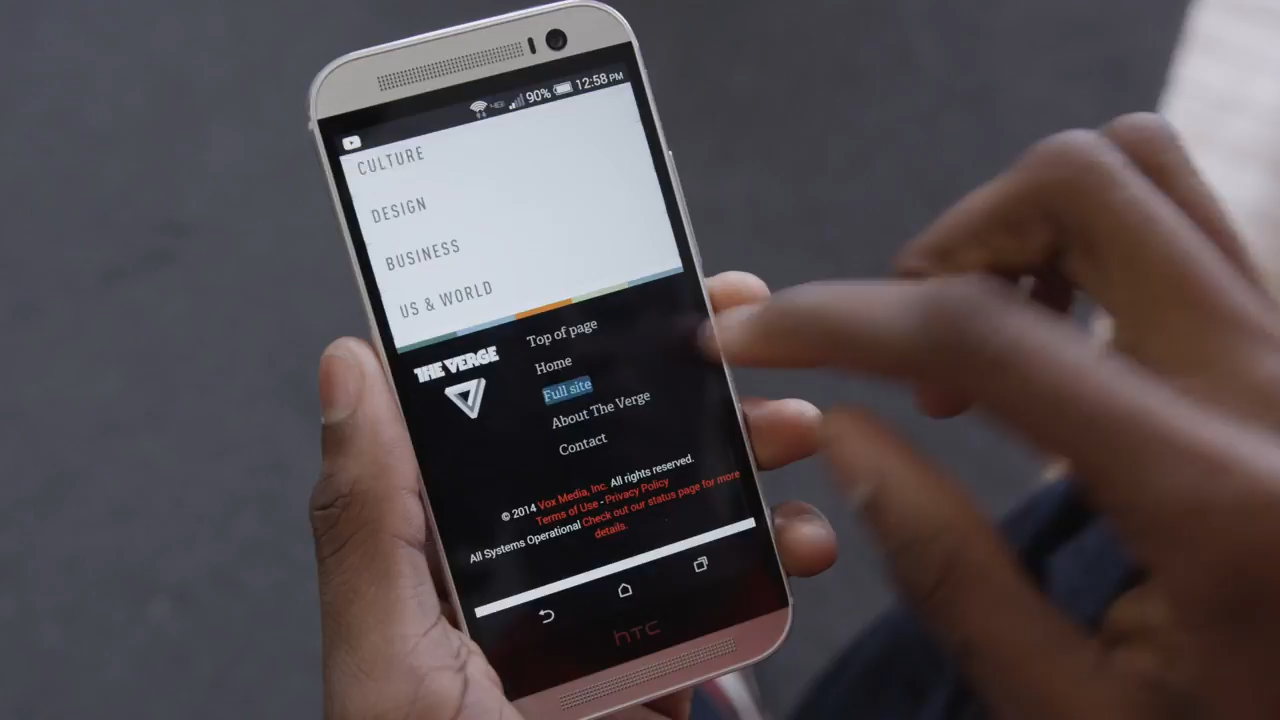 90% 12:58 PM
CULTURE
DESIGN
BUSINESS
US & WORLD
THE VERGE
Top of page
Home
Full site
About The Verge
Contact
© 2014 Vox Media, Inc. All rights reserved.
Terms of Use - Privacy Policy
All Systems Operational Check out our status page for more
details.
hTC